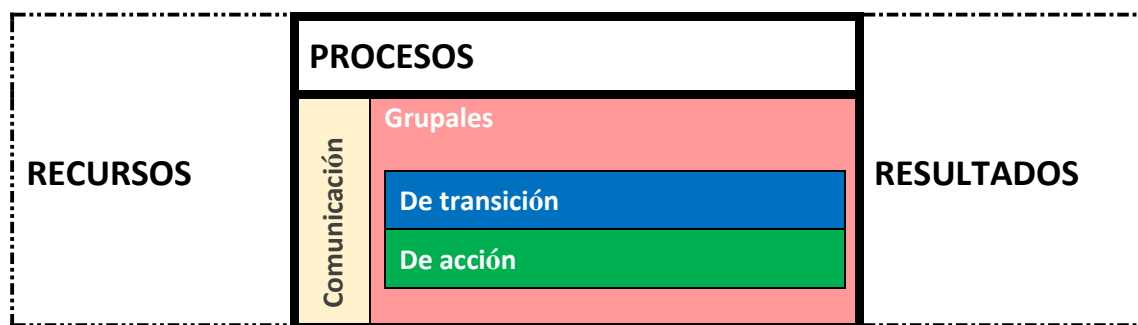 RECURSOS
PROCESOS
Comunicación
Grupales
De transición
De acción
RESULTADOS